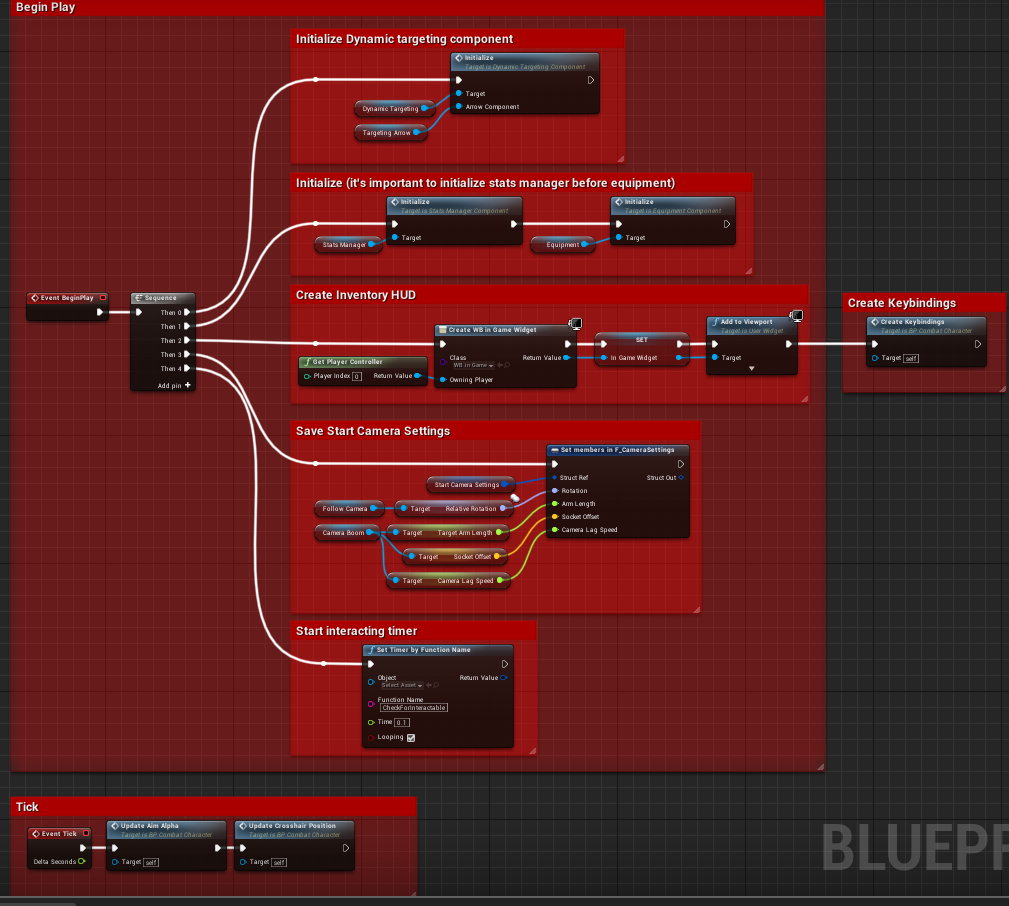 Begin Play
Initialize Dynamic targeting component
Initialize
Target is Dynamic Targeting Component
Target
Dynamic Targeting
Arrow Component
Targeting Arrow
Initialize (it's important to initialize stats manager before equipment)
Initialize
Target is Stats Manager Component
Target
Stats Manager
Initialize
Target is Equipment Component
Target
Equipment
Event BeginPlay
Sequence
Then 0
Then 1
Then 2
Then 3
Then 4
Add pin
Create Inventory HUD
Get Player Controller
Player Index 0 Return Value
Create WB in Game Widget
Class Return Value
WB in Game
Owning Player
SET
In Game Widget
Add to Viewport
Target is User Widget
Target
Create Keybindings
Create Keybindings
Target is BP Combat Character
Target self
Save Start Camera Settings
Set members in F_CameraSettings
Start Camera Settings
Struct Ref Struct Out
Rotation
Arm Length
Socket Offset
Camera Lag Speed
Follow Camera
Target Relative Rotation
Camera Boom
Target Target Arm Length
Target Socket Offset
Target Camera Lag Speed
Start interacting timer
Set Timer by Function Name
Object Return Value
Select Asset
Function Name
CheckForInteractable
Time 0.1
Looping
Tick
Event Tick
Delta Seconds
Update Aim Alpha
Target is BP Combat Character
Target self
Update Crosshair Position
Target is BP Combat Character
Target self
BLUEPR